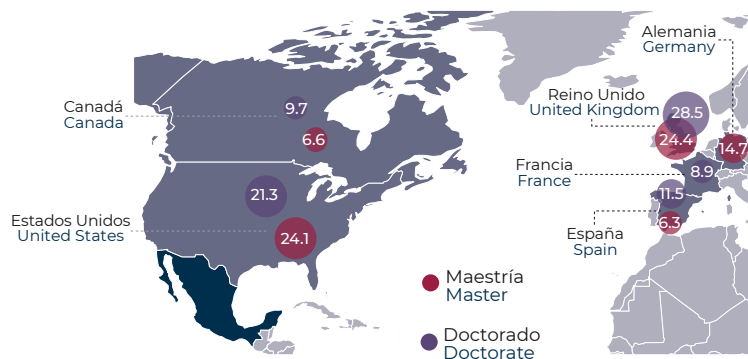 Alemania
Germany
Canadá
Canada
9.7
6.6
Reino Unido
United Kingdom
28.5
24.4
14.7
Francia
France
8.9
21.3
11.5
Estados Unidos
United States
24.1
6.3
España
Spain
Maestría
Master
Doctorado
Doctorate